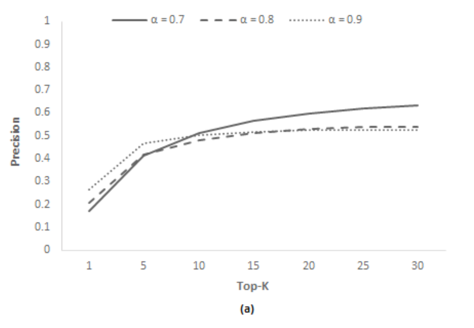 α = 0.7 α = 0.8 α = 0.9
1
0.9
0.8
0.7
0.6
0.5
0.4
0.3
0.2
0.1
0
Precision
1 5 10 15 20 25 30
Top-K
(a)